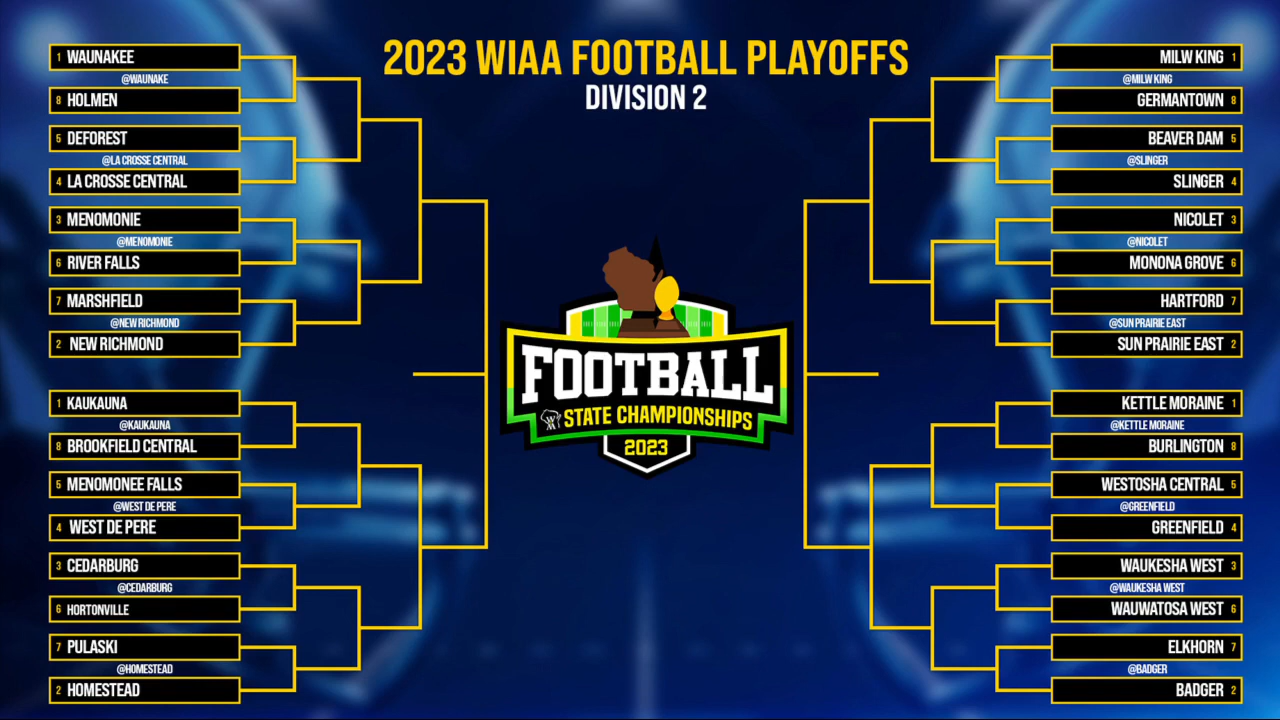 2023 WIAA FOOTBALL PLAYOFFS
DIVISION 2
1 WAUNAKEE
@WAUNAKE
8 HOLMEN
5 DEFOREST
@LA CROSSE CENTRAL
4 LA CROSSE CENTRAL
3 MENOMONIE
@MENOMONIE
6 RIVER FALLS
7 MARSHFIELD
@NEW RICHMOND
2 NEW RICHMOND
1 KAUKAUNA
@KAUKAUNA
8 BROOKFIELD CENTRAL
5 MENOMONEE FALLS
@WEST DE PERE
4 WEST DE PERE
3 CEDARBURG
@CEDARBURG
6 HORTONVILLE
7 PULASKI
@HOMESTEAD
2 HOMESTEAD
FOOTBALL
STATE CHAMPIONSHIPS
2023
MILW KING 1
@MILW KING
GERMANTOWN 8
BEAVER DAM 5
@SLINGER
SLINGER 4
NICOLET 3
@NICOLET
MONONA GROVE 6
HARTFORD 7
@SUN PRAIRIE EAST
SUN PRAIRIE EAST 2
KETTLE MORAINE 1
@KETTLE MORAINE
BURLINGTON 8
WESTOSHA CENTRAL 5
@GREENFIELD
GREENFIELD 4
WAUKESHA WEST 3
@WAUKESHA WEST
WAUWATOSA WEST 6
ELKHORN 7
@BADGER
BADGER 2